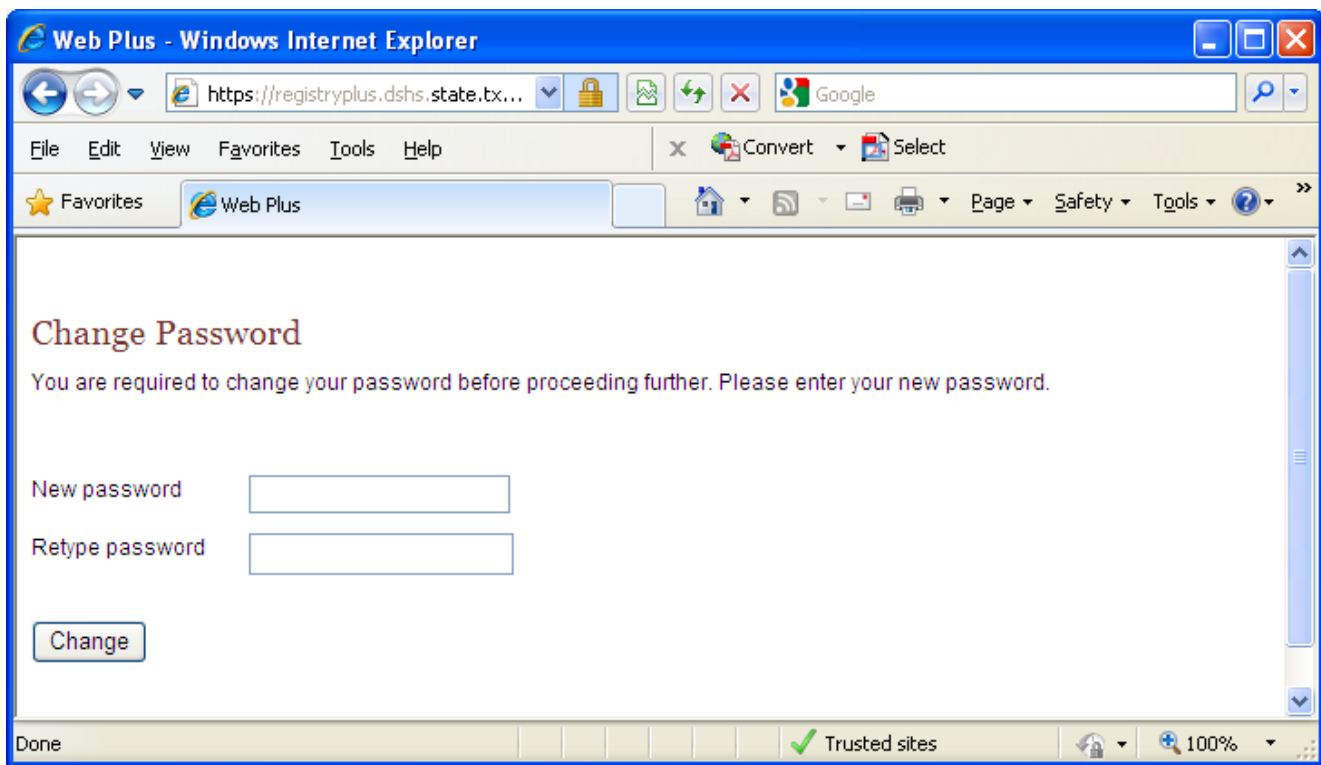 Web Plus - Windows Internet Explorer
https://registryplus.dshs.state.tx... Google
File Edit View Favorites Tools Help x Convert Select
Favorites Web Plus Page Safety Tools »
Change Password
You are required to change your password before proceeding further. Please enter your new password.
New password
Retype password
Change
Done Trusted sites 100%